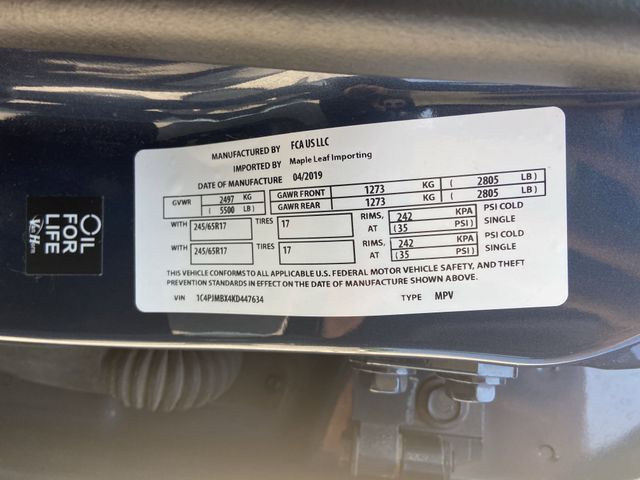 MANUFACTURED BY FCA US LLC
IMPORTED BY Maple Leaf Importing
DATE OF MANUFACTURE 04/2019
GVWR 2497 KG
( 5500 LB )
GAWR FRONT 1273 KG ( 2805 LB )
GAWR REAR 1273 KG ( 2805 LB )
WITH 245/65R17 TIRES 17 RIMS, AT 242 KPA
(35 PSI ) PSI COLD SINGLE
WITH 245/65R17 TIRES 17 RIMS, AT 242 KPA
(35 PSI ) PSI COLD SINGLE
THIS VEHICLE CONFORMS TO ALL APPLICABLE U.S. FEDERAL MOTOR VEHICLE SAFETY, AND THEFT
PREVENTION STANDARDS IN EFFECT ON THE DATE OF MANUFACTURE SHOWN ABOVE.
VIN 1C4PJMBX4KD447634 TYPE MPV
OIL
FOR
LIFE
Von Horn